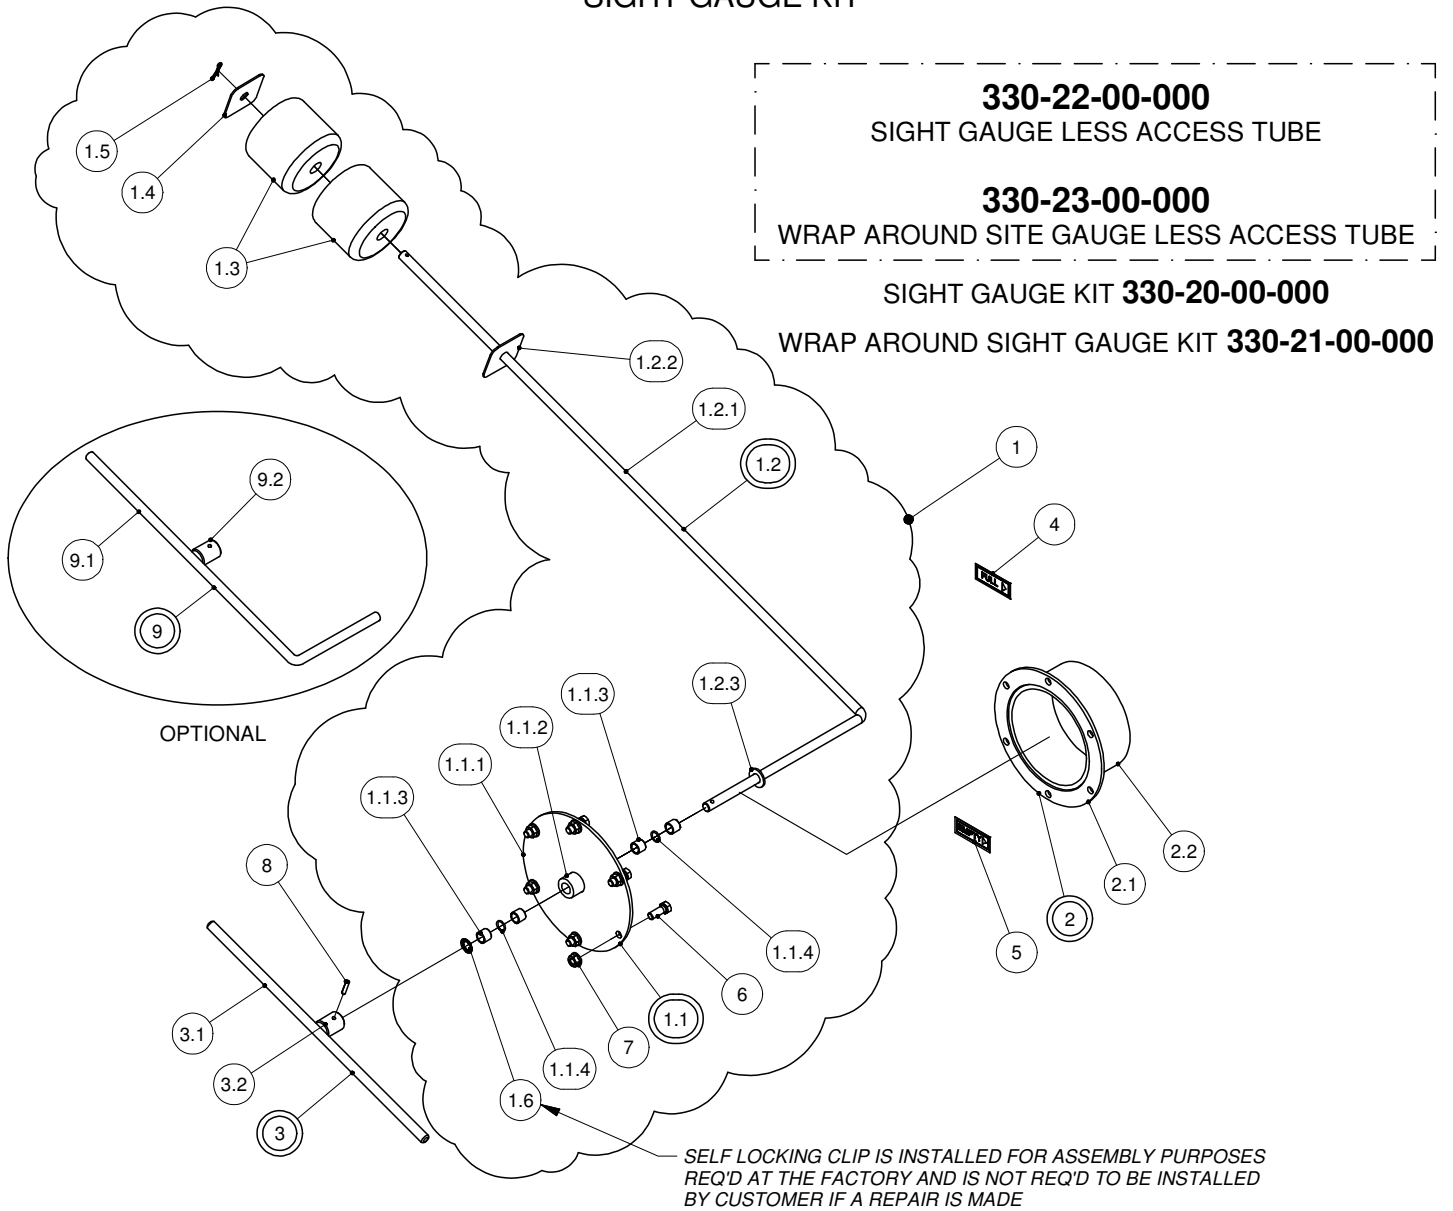 SIGHT GAUGE KIT
330-22-00-000
SIGHT GAUGE LESS ACCESS TUBE
330-23-00-000
WRAP AROUND SITE GAUGE LESS ACCESS TUBE
SIGHT GAUGE KIT 330-20-00-000
WRAP AROUND SIGHT GAUGE KIT 330-21-00-000
1.5
1.4
1.3
1.2.2
1.2.1
1.2
1
4
FULL
9.2
9.1
9
OPTIONAL
1.2.3
1.1.3
1.1.2
1.1.1
1.1.3
2.2
2.1
2
EMPTY
5
1.1.4
6
1.1
7
1.1.4
1.6
8
3.1
3.2
3
SELF LOCKING CLIP IS INSTALLED FOR ASSEMBLY PURPOSES
REQ'D AT THE FACTORY AND IS NOT REQ'D TO BE INSTALLED
BY CUSTOMER IF A REPAIR IS MADE